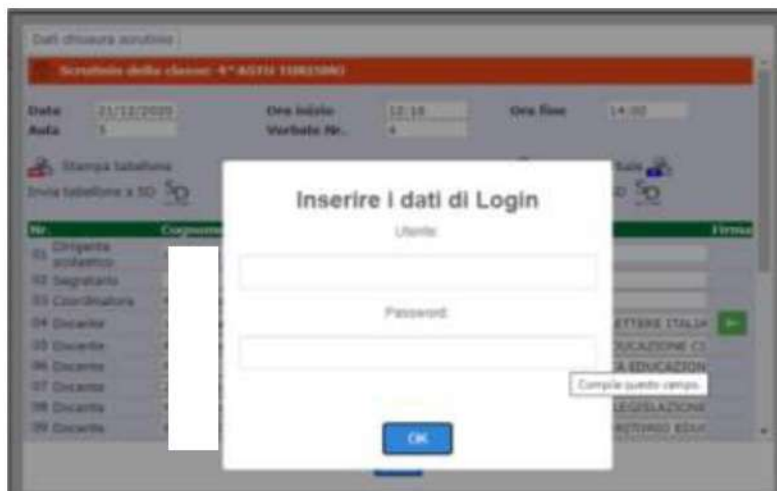 Dati chiusura scrutinio
Scrutinio della classe: 4^ ASTU TURISMO
Data 21/12/2020 Ora inizio 12:10 Ora fine 14:00
Aula 5 Verbale Nr. 4
Stampa tabellone
Invia tabellone a SD SD SD
Inserire i dati di Login
Utente:
Password:
Compila questo campo.
OK
Nr. Cognome Firma
01 Dirigente scolastico
02 Segretario
03 Coordinatore
04 Docente LETTERE ITALIA
05 Docente EDUCAZIONE CI
06 Docente EDUCAZION
07 Docente
08 Docente LEGISLAZIONE
09 Docente